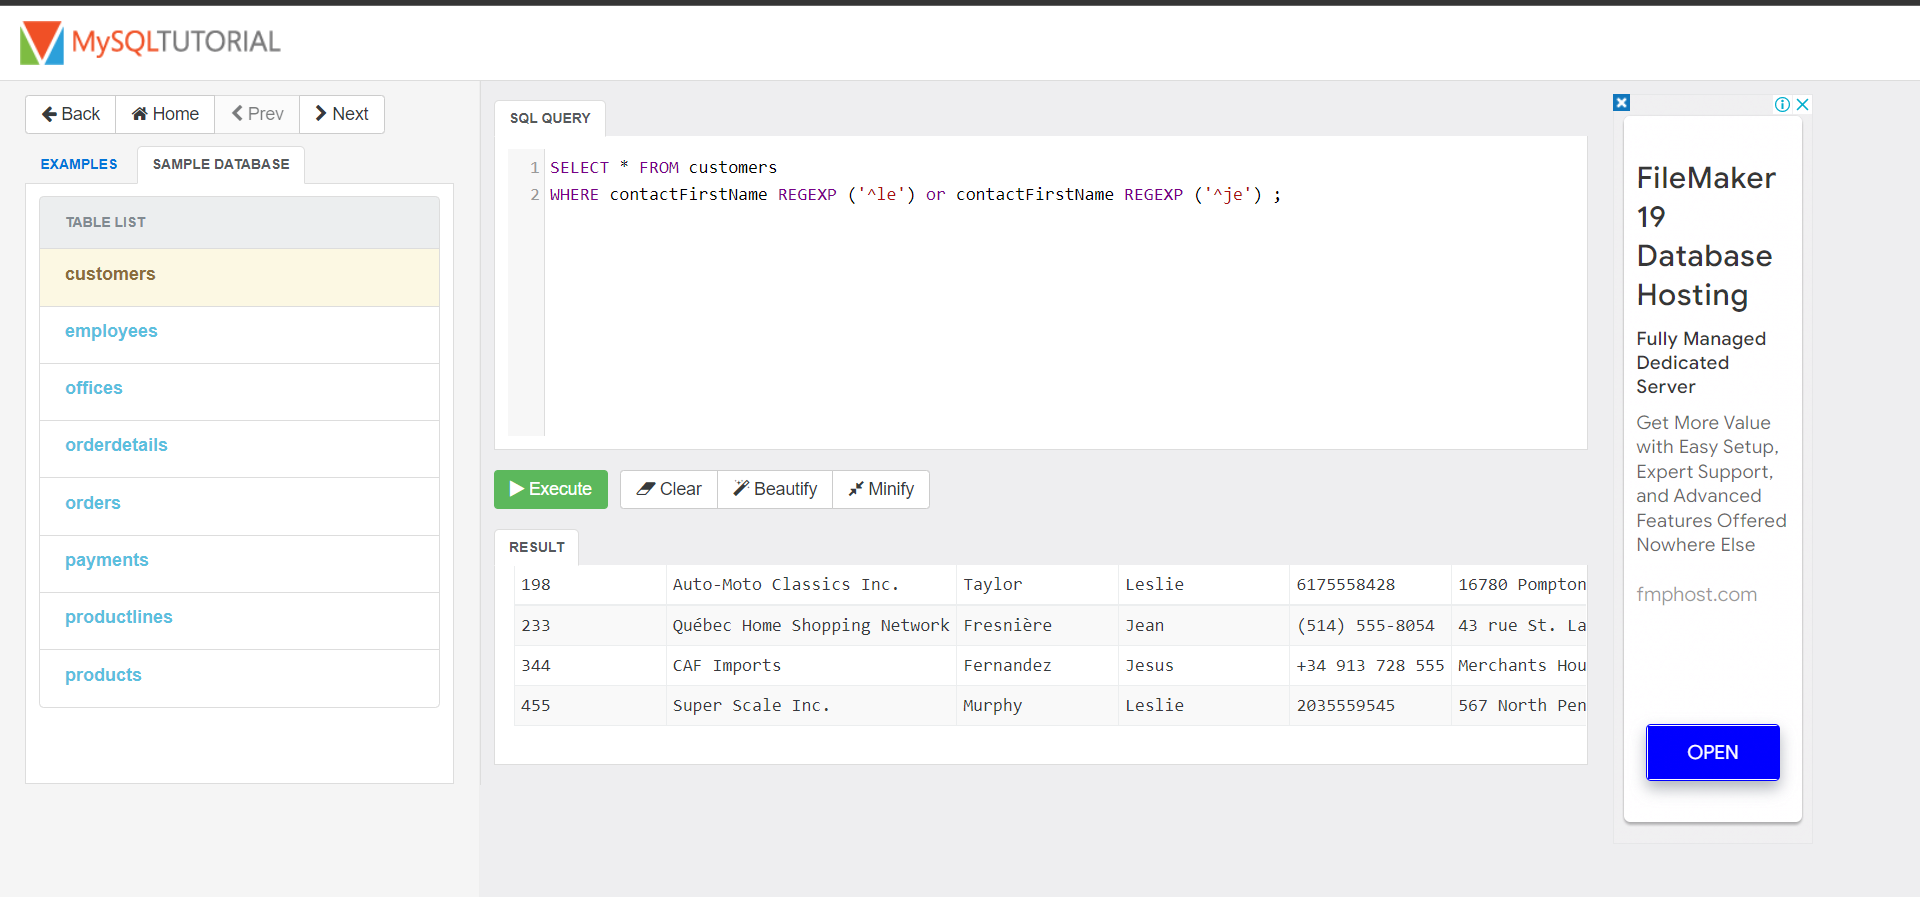 MySQLTUTORIAL
Back Home Prev Next
EXAMPLES SAMPLE DATABASE
TABLE LIST
customers
employees
offices
orderdetails
orders
payments
productlines
products
SQL QUERY
1 SELECT * FROM customers
2 WHERE contactFirstName REGEXP ('^le') or contactFirstName REGEXP ('^je') ;
Execute Clear Beautify Minify
RESULT
198 Auto-Moto Classics Inc. Taylor Leslie 6175558428 16780 Pompton
233 Québec Home Shopping Network Fresnière Jean (514) 555-8054 43 rue St. La
344 CAF Imports Fernandez Jesus +34 913 728 555 Merchants Hou
455 Super Scale Inc. Murphy Leslie 2035559545 567 North Pen
FileMaker
19
Database
Hosting
Fully Managed
Dedicated
Server
Get More Value
with Easy Setup,
Expert Support,
and Advanced
Features Offered
Nowhere Else
fmphost.com
OPEN